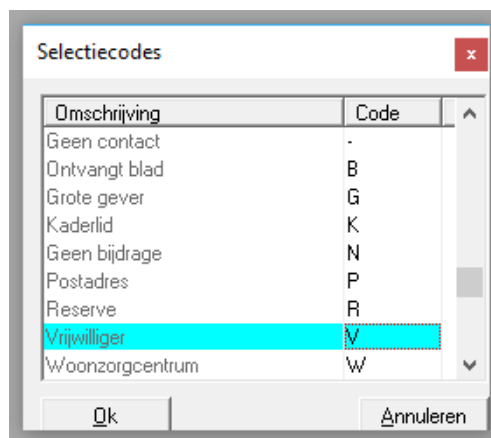 Selectiecodes x
Omschrijving Code
Geen contact -
Ontvangt blad B
Grote gever G
Kaderlid K
Geen bijdrage N
Postadres P
Reserve R
Vrijwilliger V
Woonzorgcentrum W
Ok Annuleren